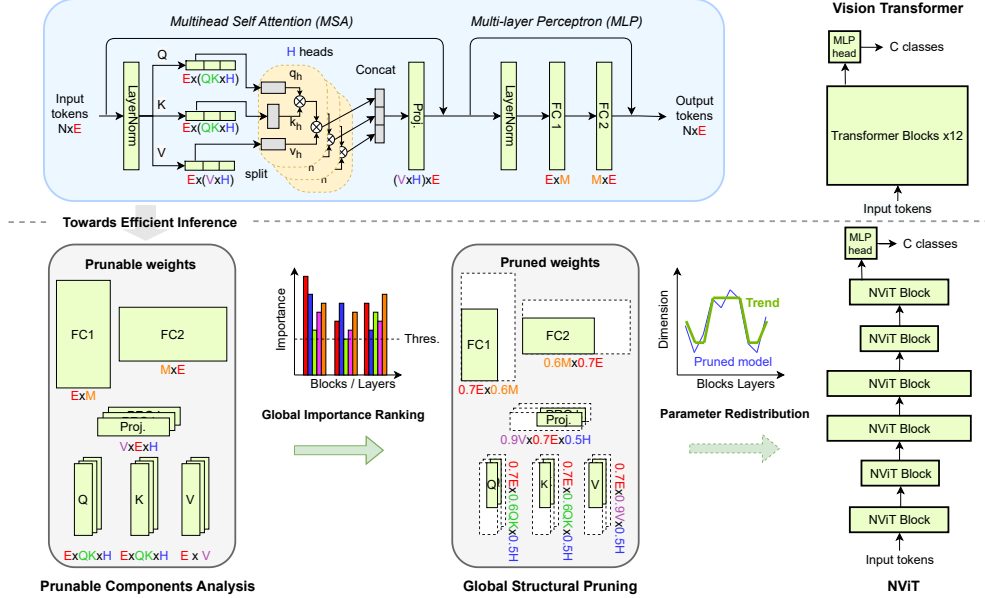 Multihead Self Attention (MSA)
Multi-layer Perceptron (MLP)
Q
H heads
Ex(QKxH)
q_h
Concat
Input
tokens
NxE
LayerNorm
K
Ex(QKxH)
k_h
V
v_h
Ex(VxH)
split
n
n
Proj.
(VxH)xE
LayerNorm
FC 1
ExM
FC 2
MxE
Output
tokens
NxE
Vision Transformer
MLP
head
C classes
Transformer Blocks x12
Input tokens
Towards Efficient Inference
Prunable weights
FC1
ExM
FC2
MxE
Proj.
VxExH
Q
K
V
ExQKxH
ExQKxH
E x V
Prunable Components Analysis
Importance
Thres.
Blocks / Layers
Global Importance Ranking
Pruned weights
FC1
0.7Ex0.6M
FC2
0.6Mx0.7E
Proj.
0.9Vx0.7Ex0.5H
Q
0.7Ex0.6QKx0.5H
K
0.7Ex0.6QKx0.5H
V
0.7Ex0.9Vx0.5H
Global Structural Pruning
Dimension
Trend
Pruned model
Blocks Layers
Parameter Redistribution
MLP
head
C classes
NViT Block
NViT Block
NViT Block
NViT Block
NViT Block
NViT Block
NViT Block
Input tokens
NViT